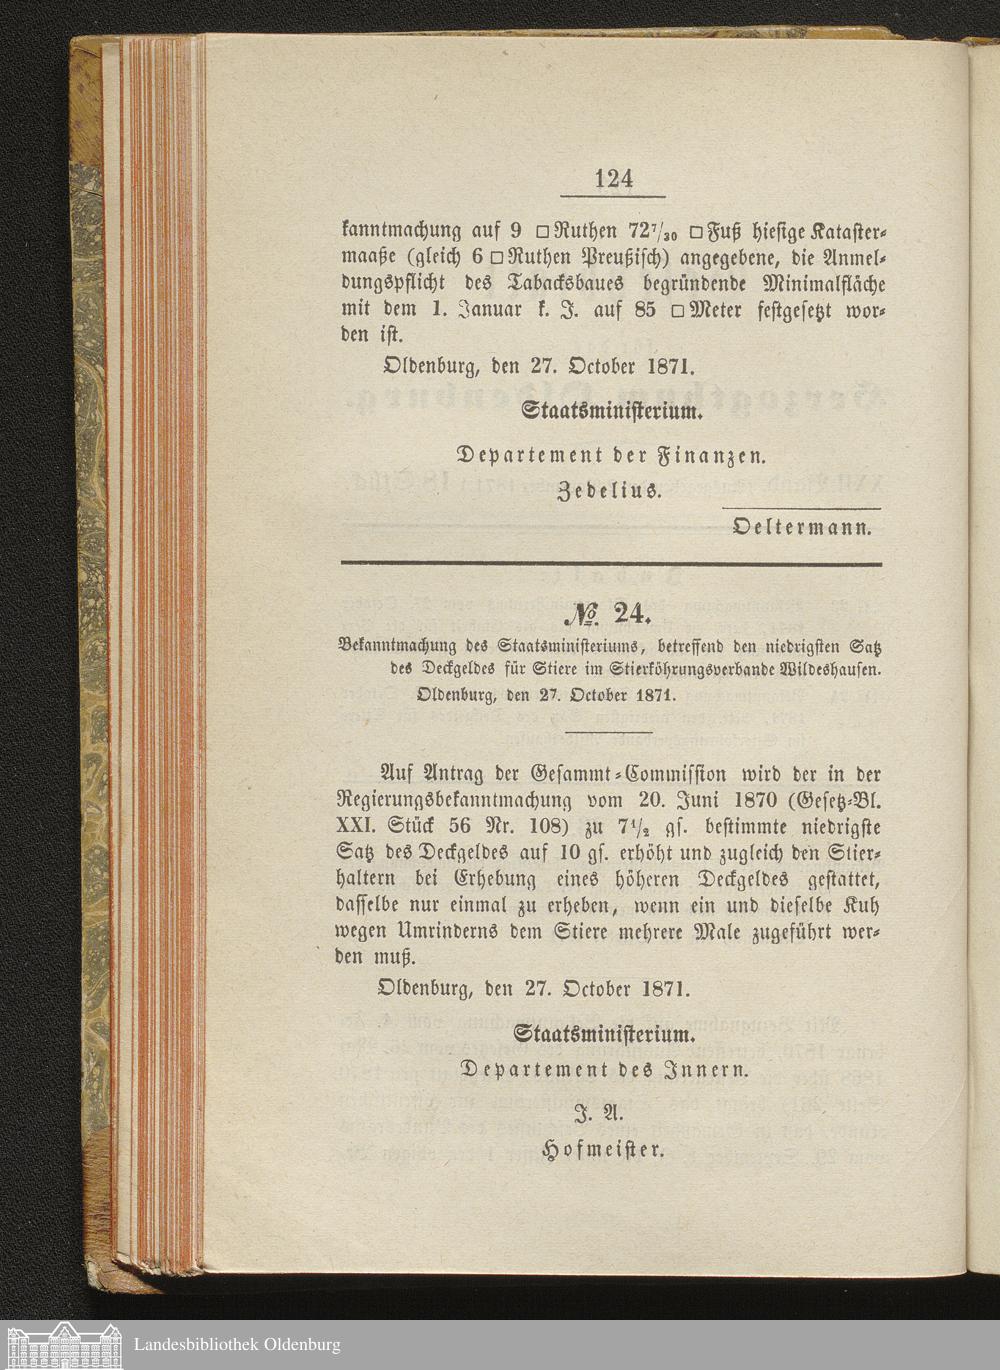 124
kanntmachung auf 9 □Ruthen 72⁷/₃₀ □Fuß hiesige Kataster-
maaße (gleich 6 □Ruthen Preußisch) angegebene, die Anmel-
dungspflicht des Tabacksbaues begründende Minimalfläche
mit dem 1. Januar k. J. auf 85 □Meter festgesetzt wor-
den ist.
Oldenburg, den 27. October 1871.
Staatsministerium.
Departement der Finanzen.
Zedelius.
Oeltermann.
№. 24.
Bekanntmachung des Staatsministeriums, betreffend den niedrigsten Satz
des Deckgeldes für Stiere im Stierköhrungsverbande Wildeshausen.
Oldenburg, den 27. October 1871.
Auf Antrag der Gesammt-Commission wird der in der
Regierungsbekanntmachung vom 20. Juni 1870 (Gesetz-Bl.
XXI. Stück 56 Nr. 108) zu 7¹/₂ gs. bestimmte niedrigste
Satz des Deckgeldes auf 10 gs. erhöht und zugleich den Stier-
haltern bei Erhebung eines höheren Deckgeldes gestattet,
dasselbe nur einmal zu erheben, wenn ein und dieselbe Kuh
wegen Umrinderns dem Stiere mehrere Male zugeführt wer-
den muß.
Oldenburg, den 27. October 1871.
Staatsministerium.
Departement des Innern.
J. A.
Hofmeister.
Landesbibliothek Oldenburg